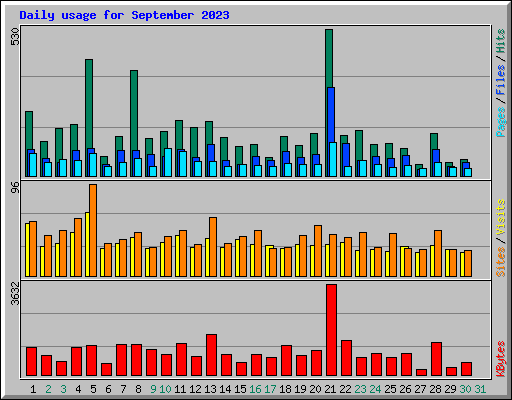 Daily usage for September 2023
530
Pages / Files / Hits
96
Sites / Visits
3632
KBytes
1 2 3 4 5 6 7 8 9 10 11 12 13 14 15 16 17 18 19 20 21 22 23 24 25 26 27 28 29 30 31